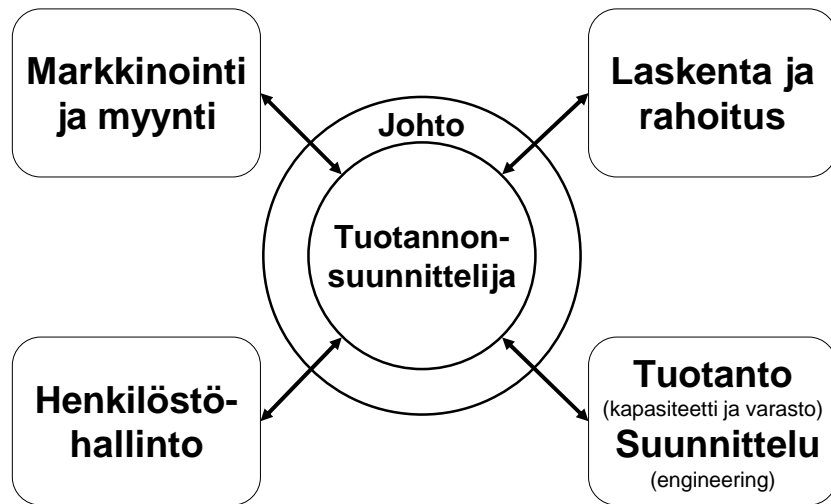 Markkinointi
ja myynti
Laskenta ja
rahoitus
Johto
Tuotannon-
suunnittelija
Henkilöstö-
hallinto
Tuotanto
(kapasiteetti ja varasto)
Suunnittelu
(engineering)